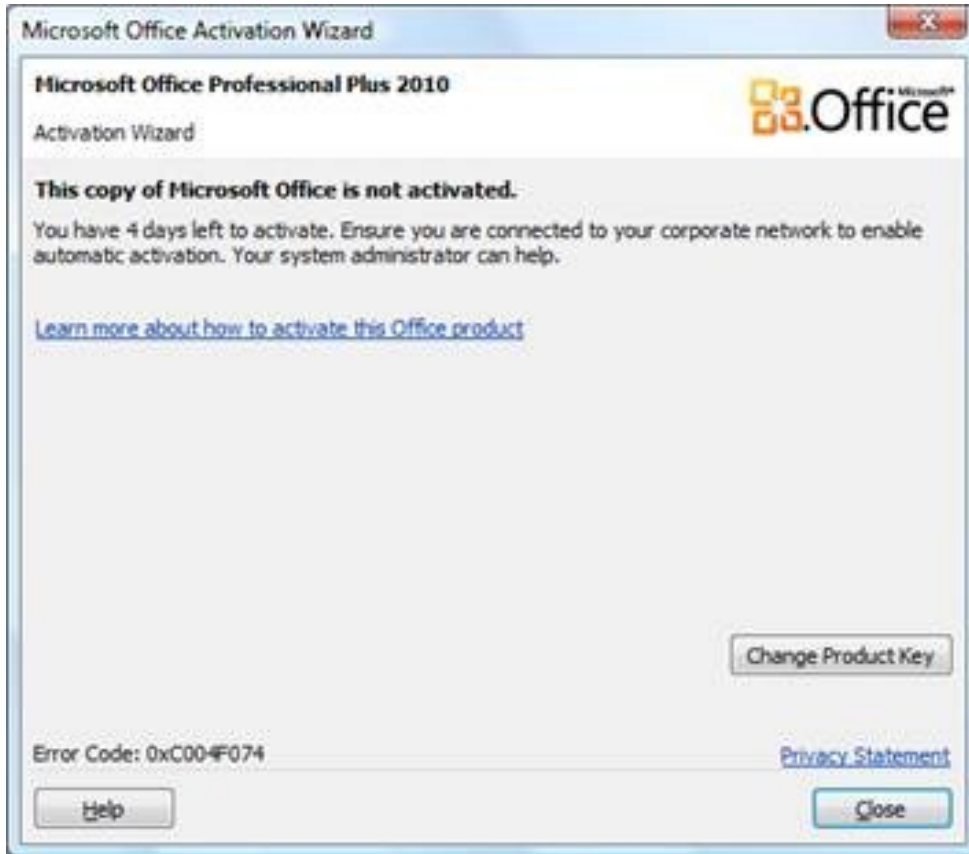 Microsoft Office Activation Wizard
Microsoft Office Professional Plus 2010
Microsoft®
Office
Activation Wizard
This copy of Microsoft Office is not activated.
You have 4 days left to activate. Ensure you are connected to your corporate network to enable
automatic activation. Your system administrator can help.
Learn more about how to activate this Office product
Change Product Key
Error Code: 0xC004F074
Privacy Statement
Help
Close